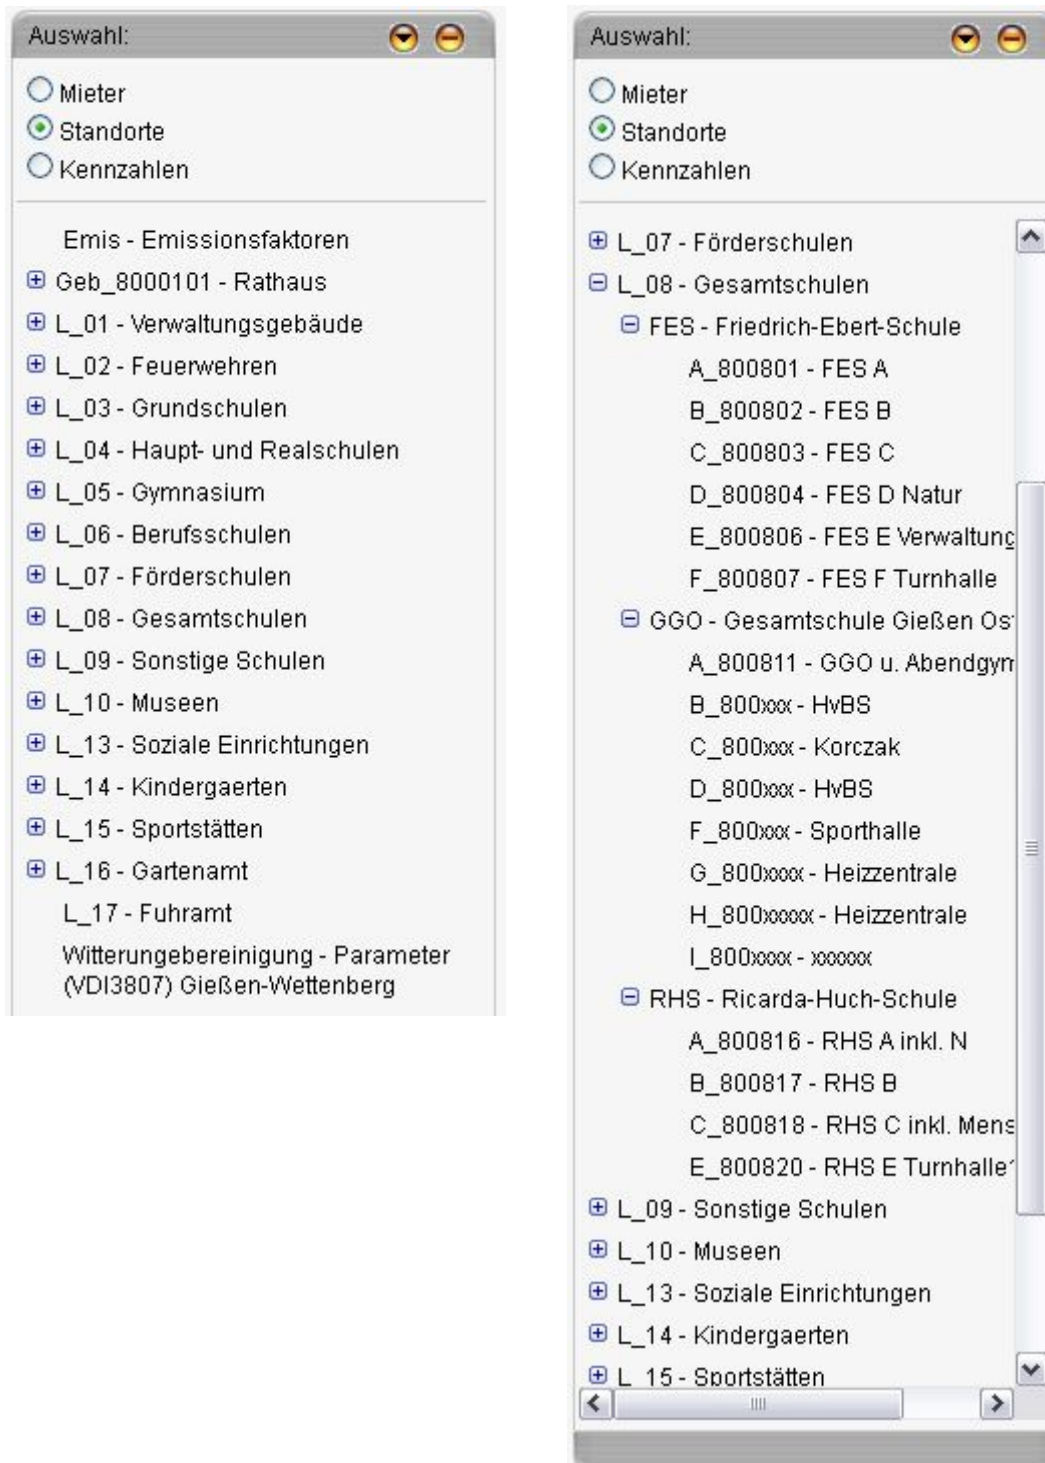 Auswahl:
Mieter
Standorte
Kennzahlen
Emis - Emissionsfaktoren
Geb_8000101 - Rathaus
L_01 - Verwaltungsgebäude
L_02 - Feuerwehren
L_03 - Grundschulen
L_04 - Haupt- und Realschulen
L_05 - Gymnasium
L_06 - Berufsschulen
L_07 - Förderschulen
L_08 - Gesamtschulen
L_09 - Sonstige Schulen
L_10 - Museen
L_13 - Soziale Einrichtungen
L_14 - Kindergaerten
L_15 - Sportstätten
L_16 - Gartenamt
L_17 - Fuhramt
Witterungebereinigung - Parameter
(VDI3807) Gießen-Wettenberg
Auswahl:
Mieter
Standorte
Kennzahlen
L_07 - Förderschulen
L_08 - Gesamtschulen
FES - Friedrich-Ebert-Schule
A_800801 - FES A
B_800802 - FES B
C_800803 - FES C
D_800804 - FES D Natur
E_800806 - FES E Verwaltung
F_800807 - FES F Turnhalle
GGO - Gesamtschule Gießen Os
A_800811 - GGO u. Abendgym
B_800xxx - HvBS
C_800xxx - Korczak
D_800xxx - HvBS
F_800xxx - Sporthalle
G_800xxxx - Heizzentrale
H_800xxxxx - Heizzentrale
I_800xxxx - xxxxxx
RHS - Ricarda-Huch-Schule
A_800816 - RHS A inkl. N
B_800817 - RHS B
C_800818 - RHS C inkl. Mens
E_800820 - RHS E Turnhalle
L_09 - Sonstige Schulen
L_10 - Museen
L_13 - Soziale Einrichtungen
L_14 - Kindergaerten
L_15 - Sportstätten